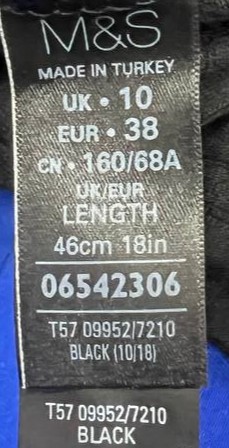 M&S
MADE IN TURKEY
UK • 10
EUR • 38
CN • 160/68A
UK/EUR
LENGTH
46cm 18in
06542306
T57 09952/7210
BLACK (10/18)
T57 09952/7210
BLACK